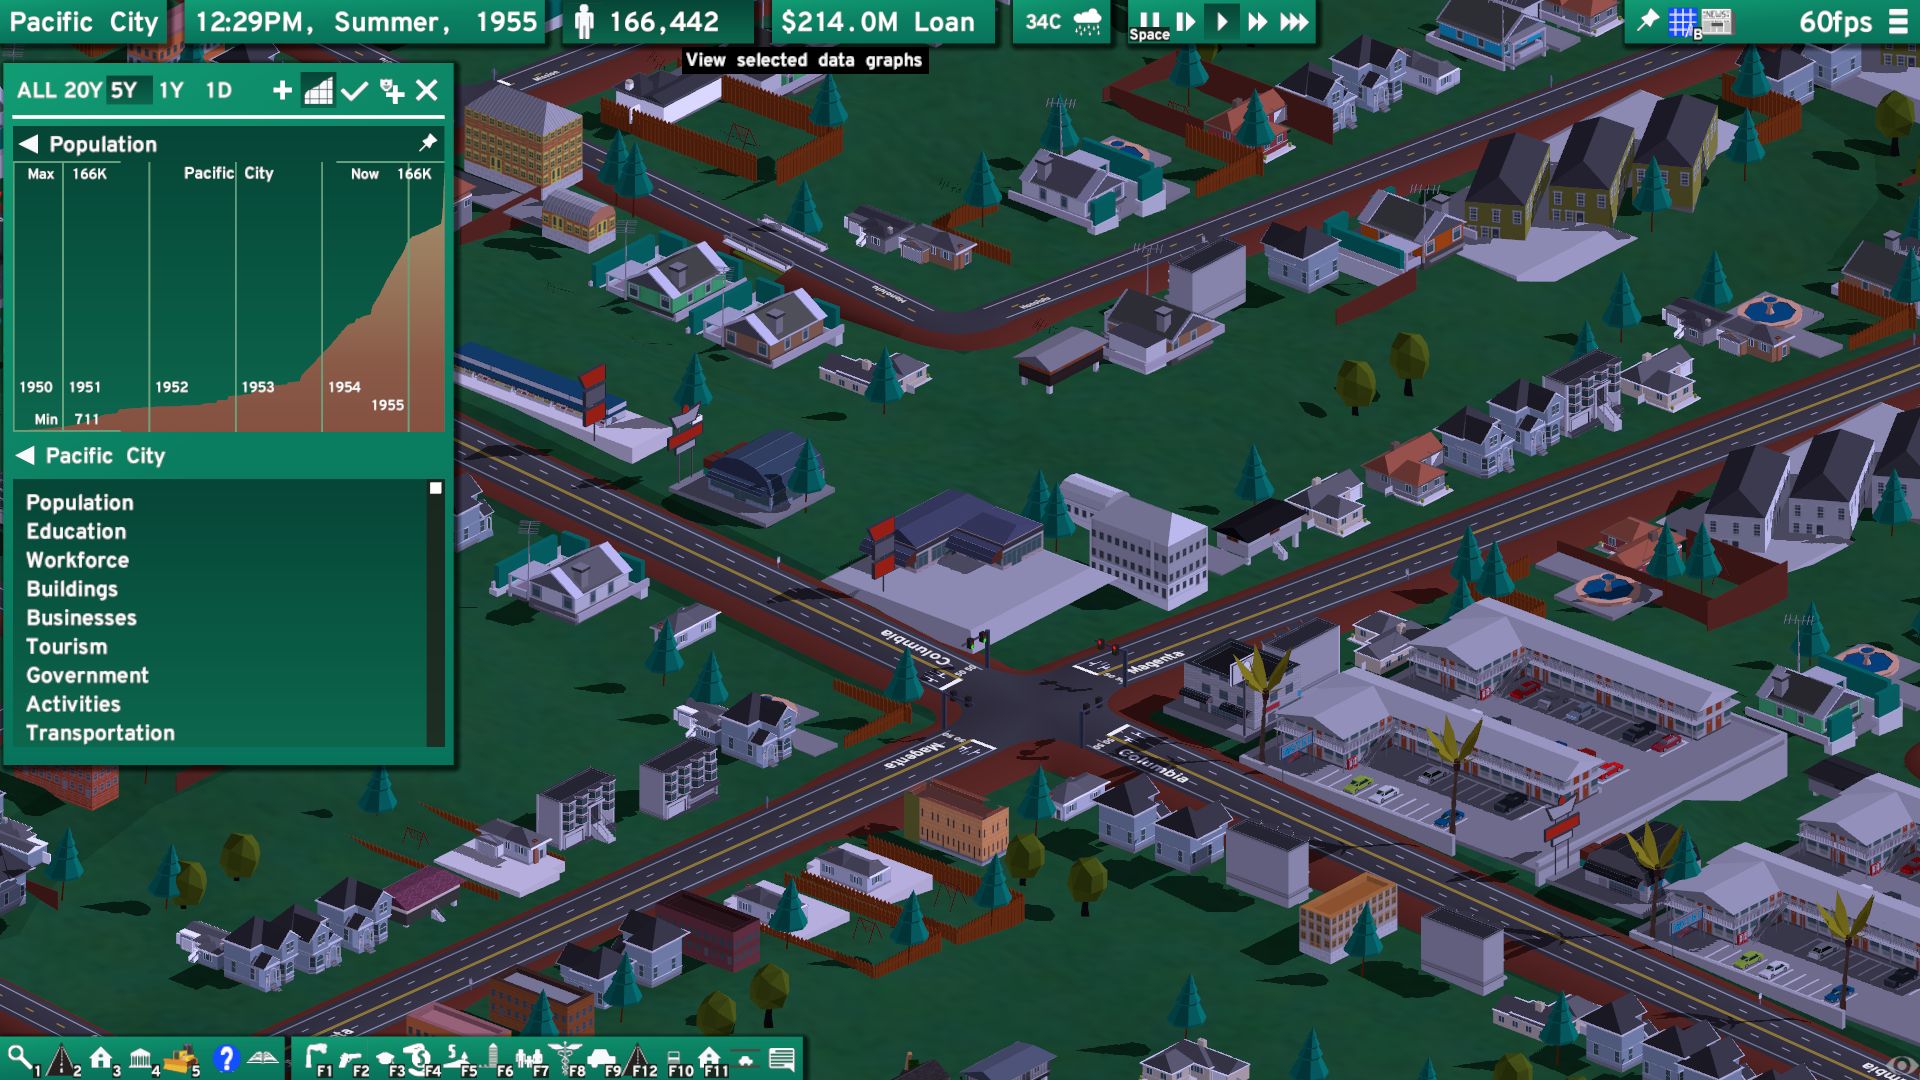 Pacific City
12:29PM, Summer, 1955
166,442
$214.0M Loan
34C
Space
B
NEWS
60fps
View selected data graphs
ALL 20Y 5Y 1Y 1D
Population
Max 166K
Pacific City
Now 166K
1950 1951 1952 1953 1954
1955
Min 711
Pacific City
Population
Education
Workforce
Buildings
Businesses
Tourism
Government
Activities
Transportation
Honolulu
Honolulu
Columbia
Magenta
Magenta
Columbia
1 2 3 4 ? 5 F1 F2 F3 F4 F5 F6 F7 F8 F9 F12 F10 F11